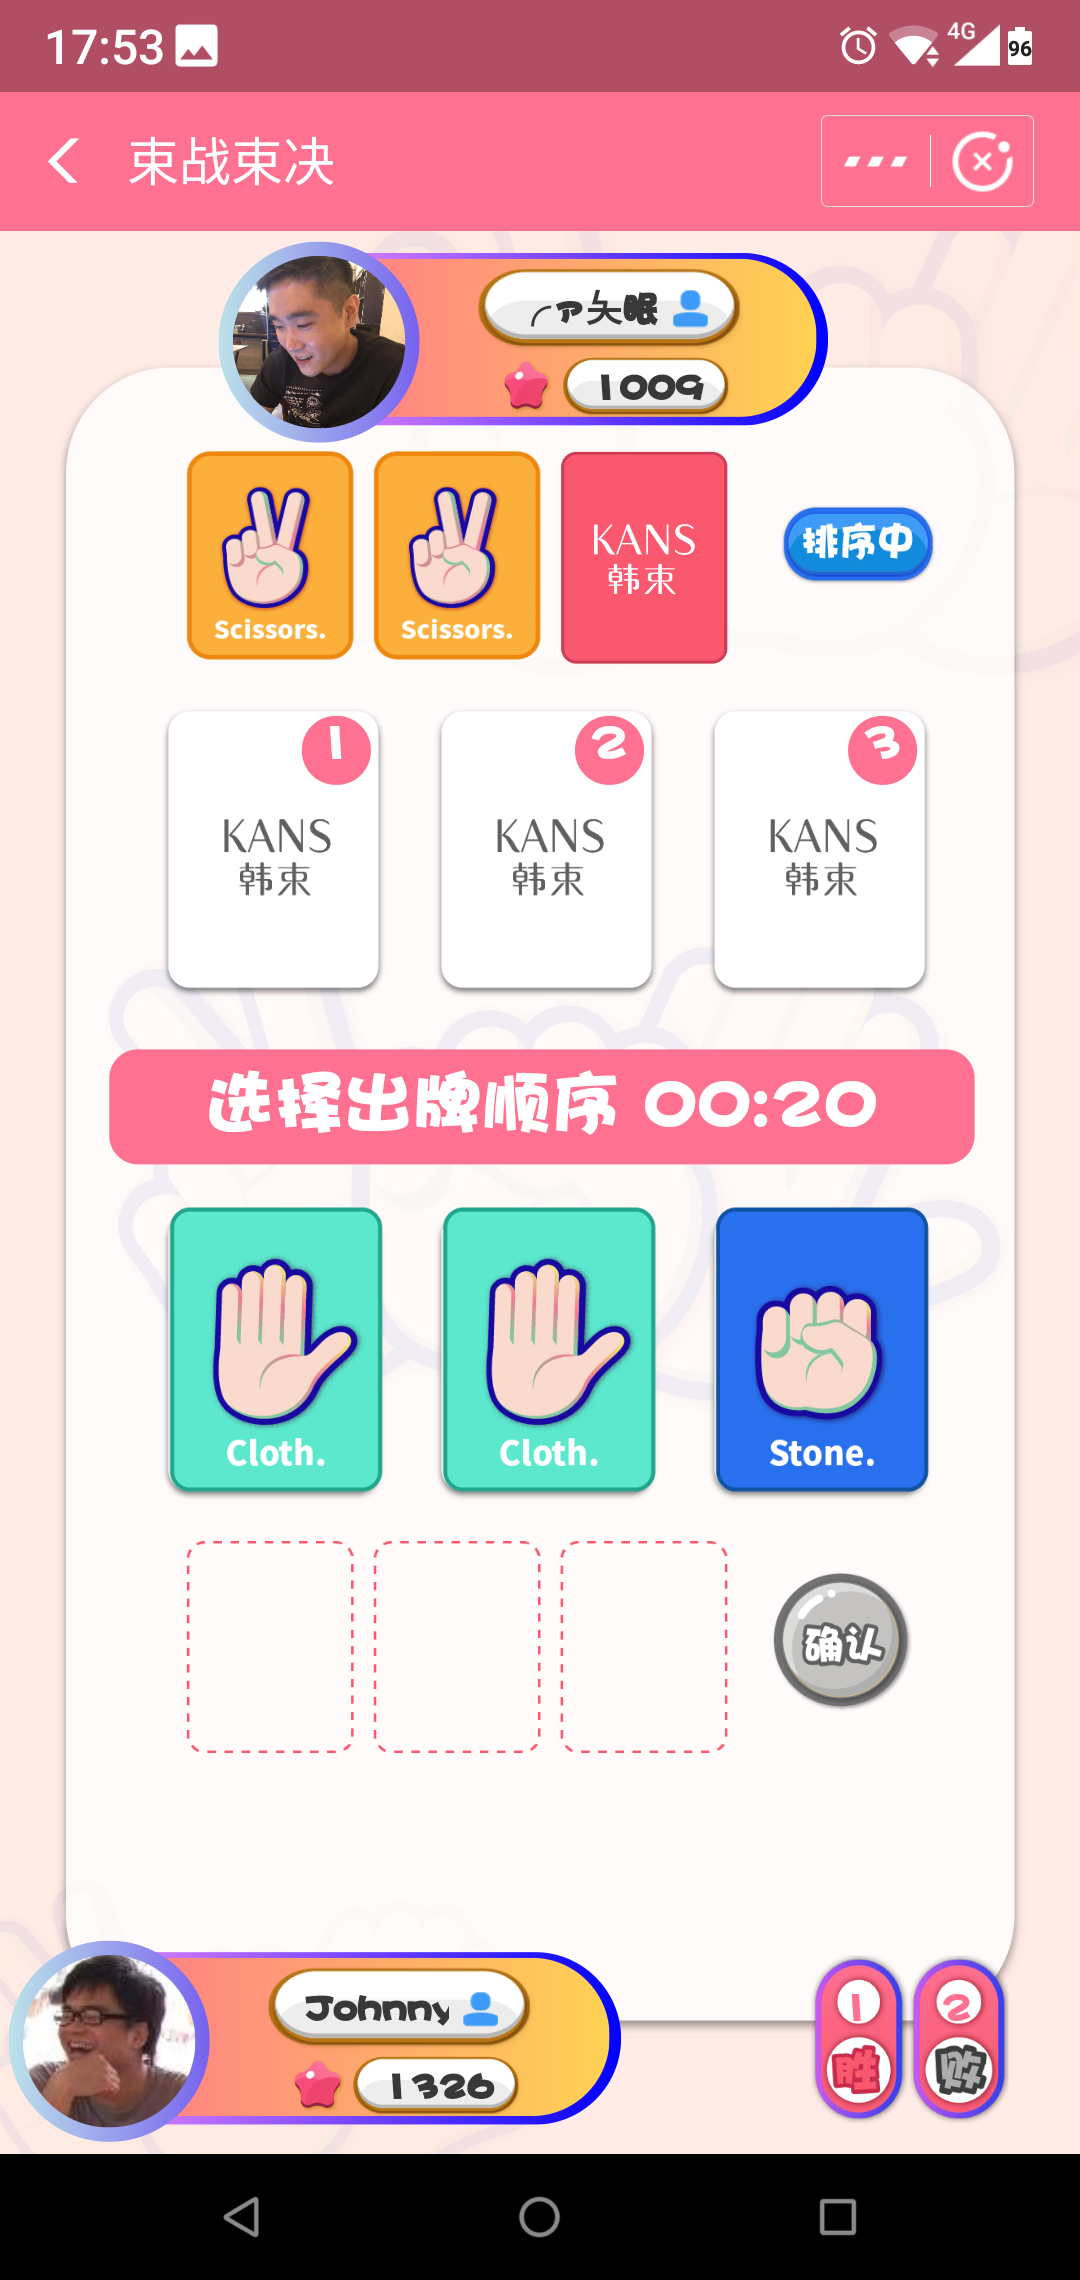 17:53
4G
96
束战束决
╭ア矢眠
1009
Scissors.
Scissors.
KANS
韩束
排序中
1
2
3
KANS
韩束
KANS
韩束
KANS
韩束
选择出牌顺序 00:20
Cloth.
Cloth.
Stone.
确认
Johnny
1326
1
2
胜
败